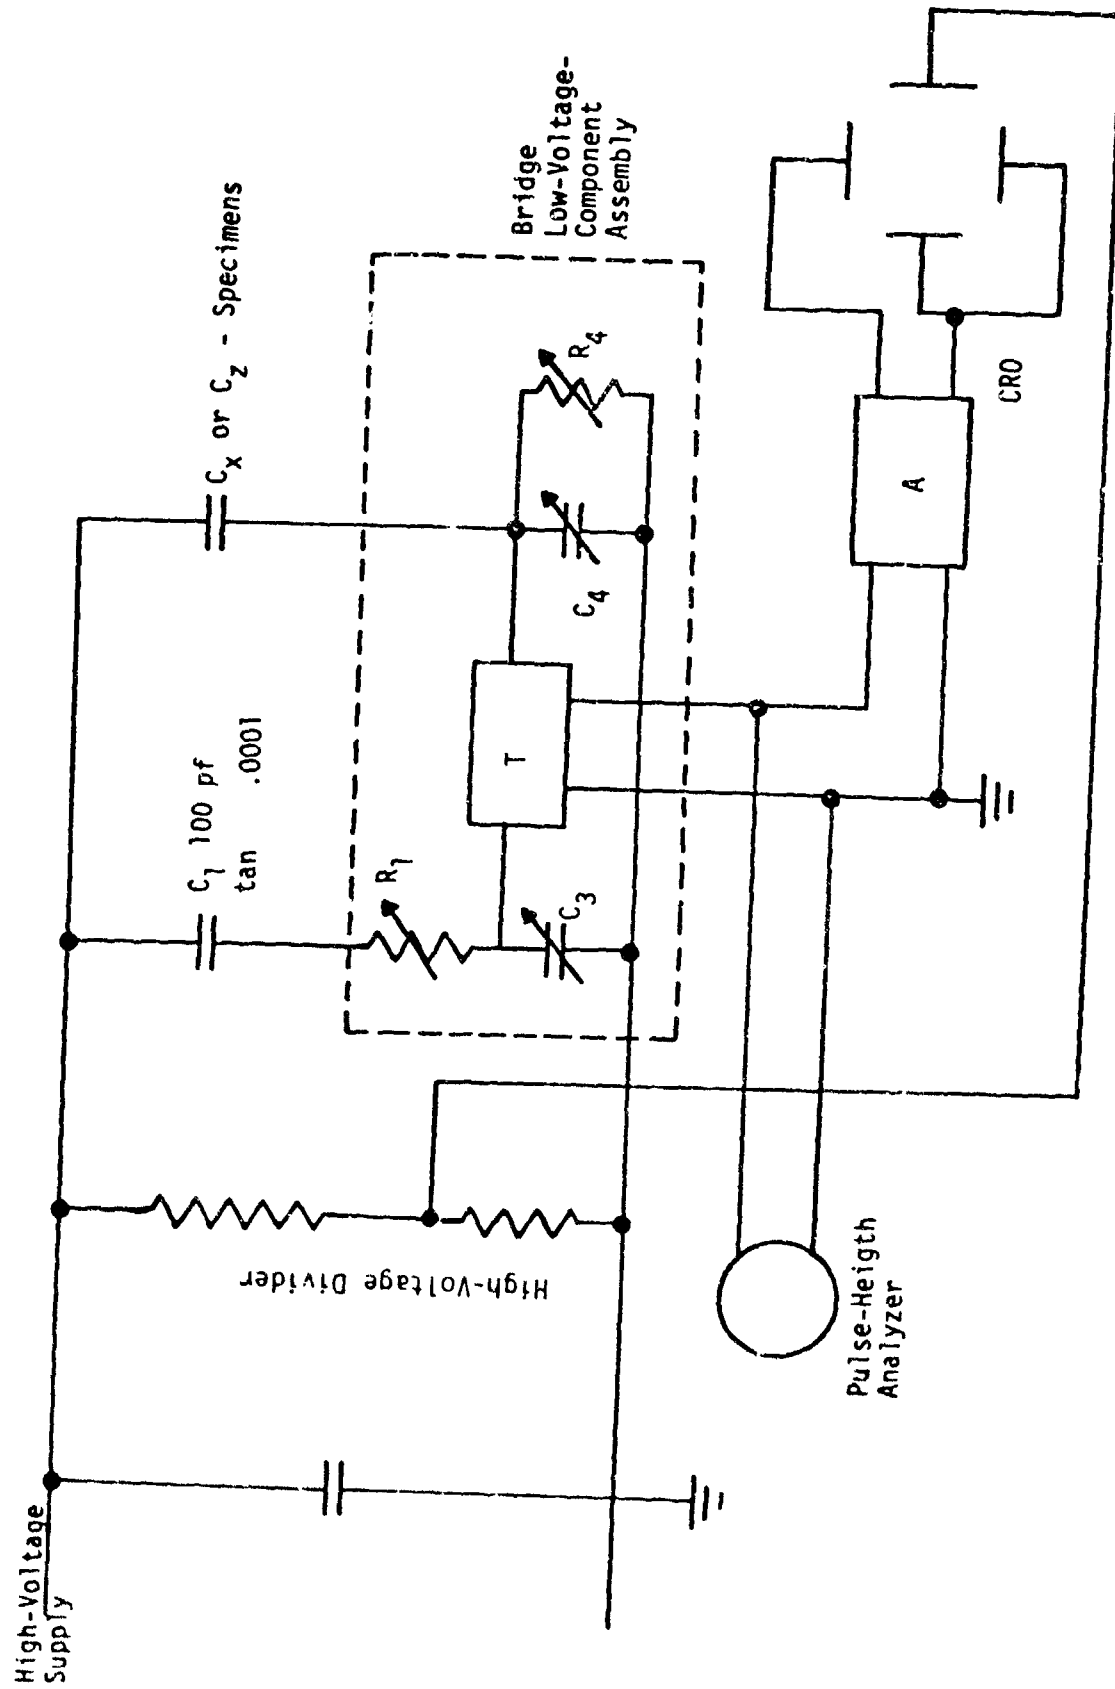 High-Voltage
Supply
High-Voltage Divider
C1 100 pf
tan .0001
Cx or Cz - Specimens
Bridge
Low-Voltage-
Component
Assembly
R1
C3
T
C4
R4
Pulse-Heigth
Analyzer
A
CRO